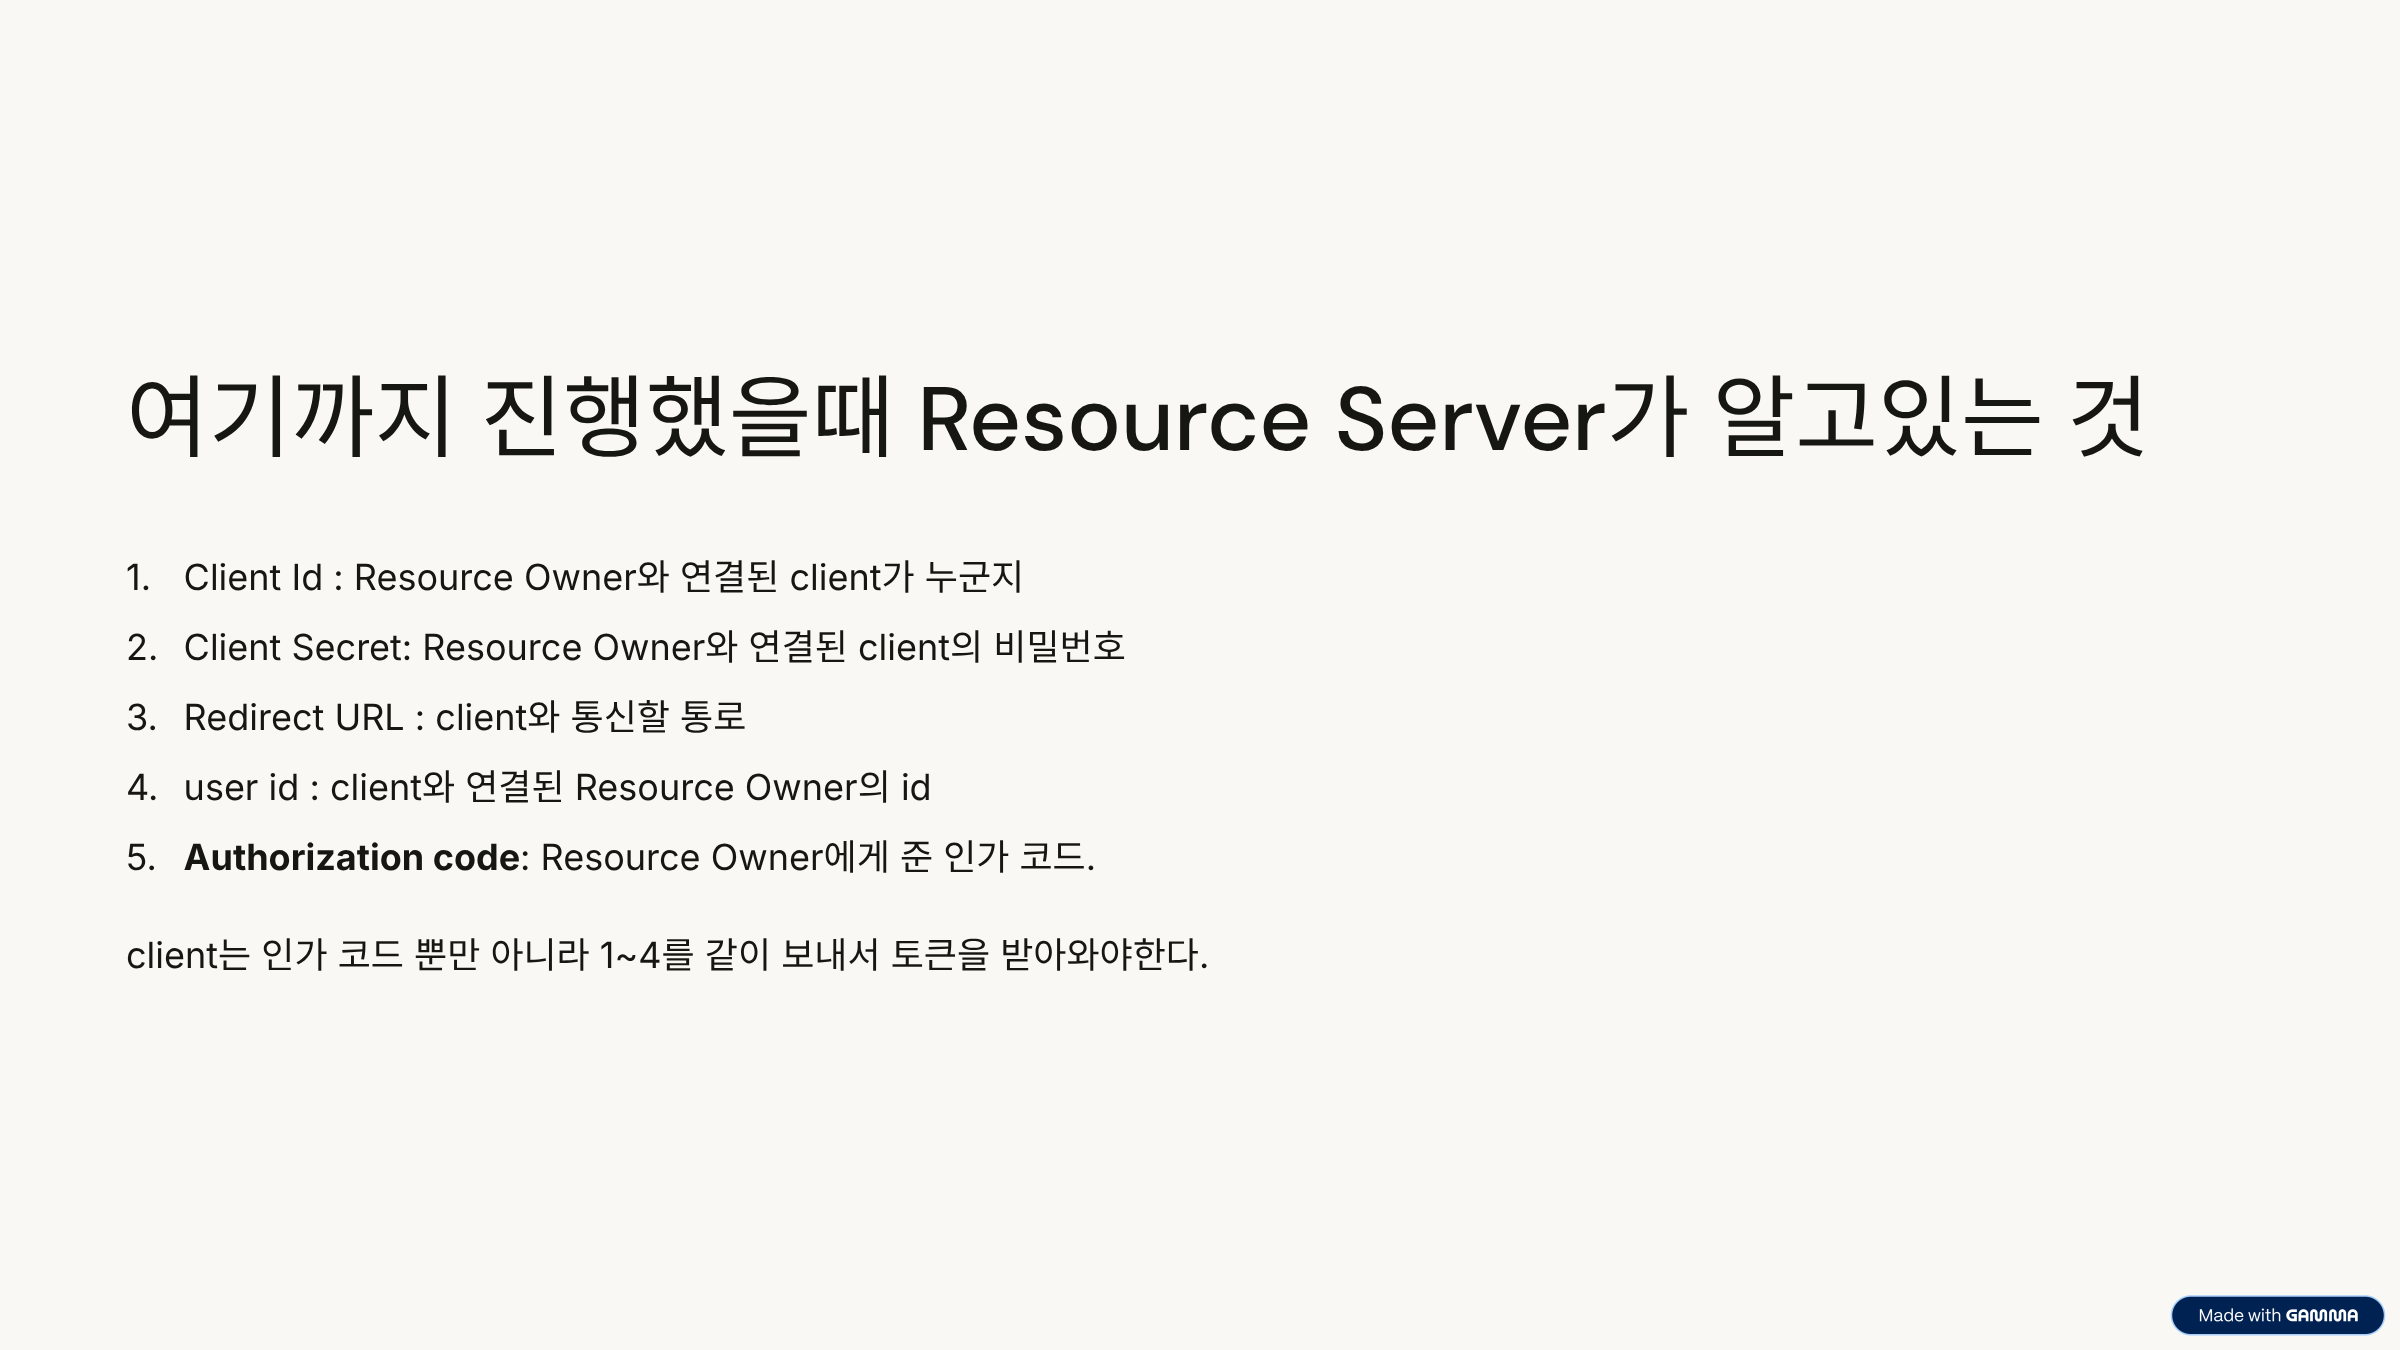 여기까지 진행했을때 Resource Server가 알고있는 것
1. Client Id : Resource Owner와 연결된 client가 누군지
2. Client Secret: Resource Owner와 연결된 client의 비밀번호
3. Redirect URL : client와 통신할 통로
4. user id : client와 연결된 Resource Owner의 id
5. Authorization code: Resource Owner에게 준 인가 코드.
client는 인가 코드 뿐만 아니라 1~4를 같이 보내서 토큰을 받아와야한다.
Made with GAMMA